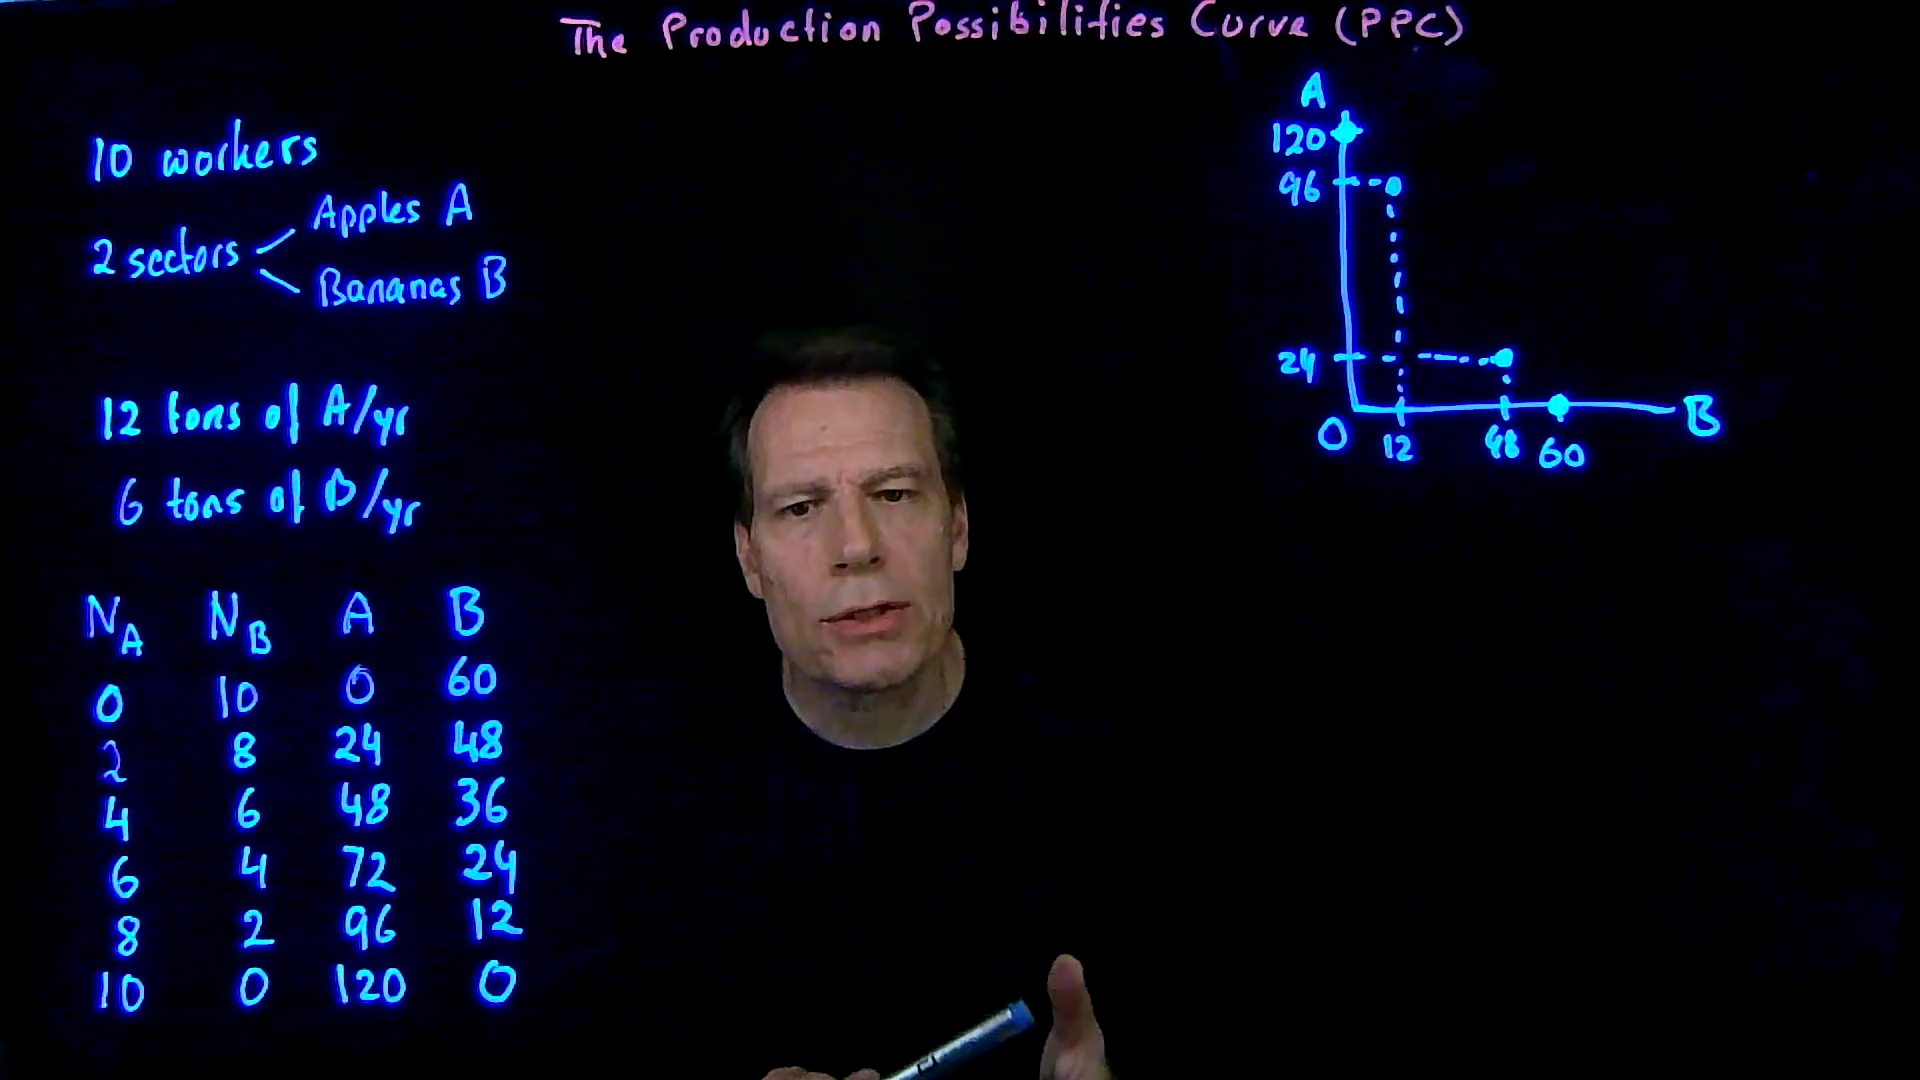 The Production Possibilities Curve (PPC)
10 workers
2 sectors
Apples A
Bananas B
12 tons of A/yr
6 tons of B/yr
N_A N_B A B
0 10 0 60
2 8 24 48
4 6 48 36
6 4 72 24
8 2 96 12
10 0 120 0
A
120
96
24
0 12 48 60 B